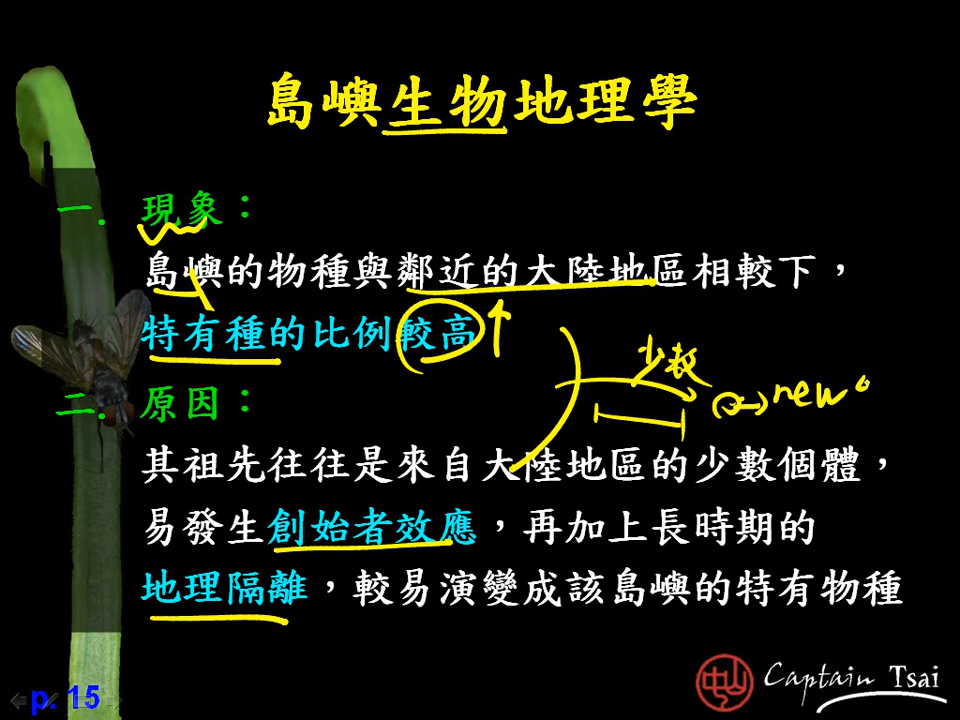 島嶼生物地理學
一. 現象：
島嶼的物種與鄰近的大陸地區相較下，
特有種的比例較高
少數
new
二. 原因：
其祖先往往是來自大陸地區的少數個體，
易發生創始者效應，再加上長時期的
地理隔離，較易演變成該島嶼的特有物種
p. 15
Captain Tsai